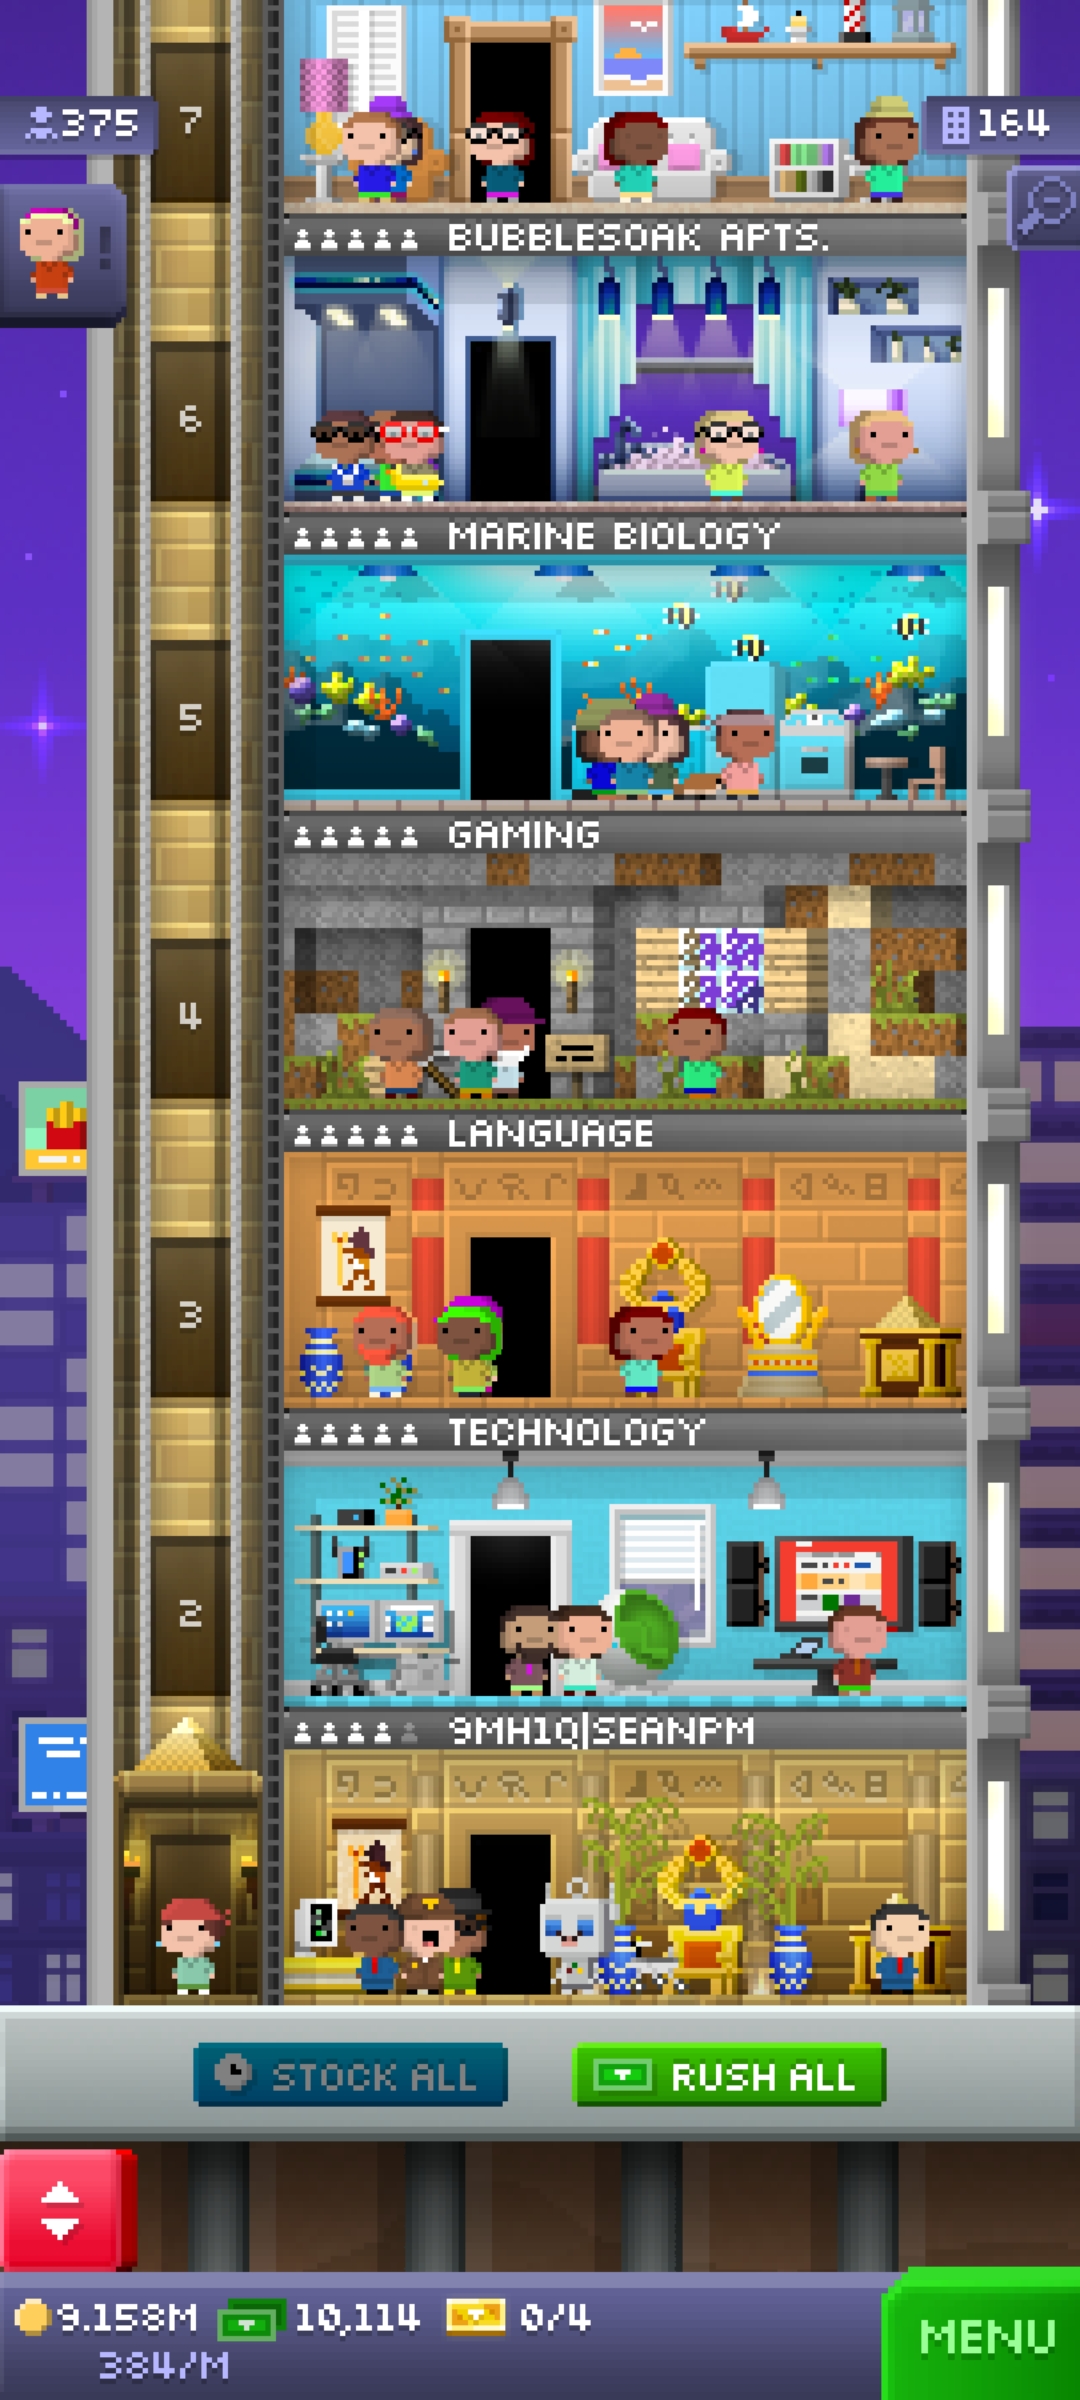 7
375
164
!
BUBBLESOAK APTS.
6
MARINE BIOLOGY
5
GAMING
4
LANGUAGE
3
TECHNOLOGY
2
9MH1Q|SEANPM
STOCK ALL
RUSH ALL
9.158M
10,114
0/4
384/M
MENU